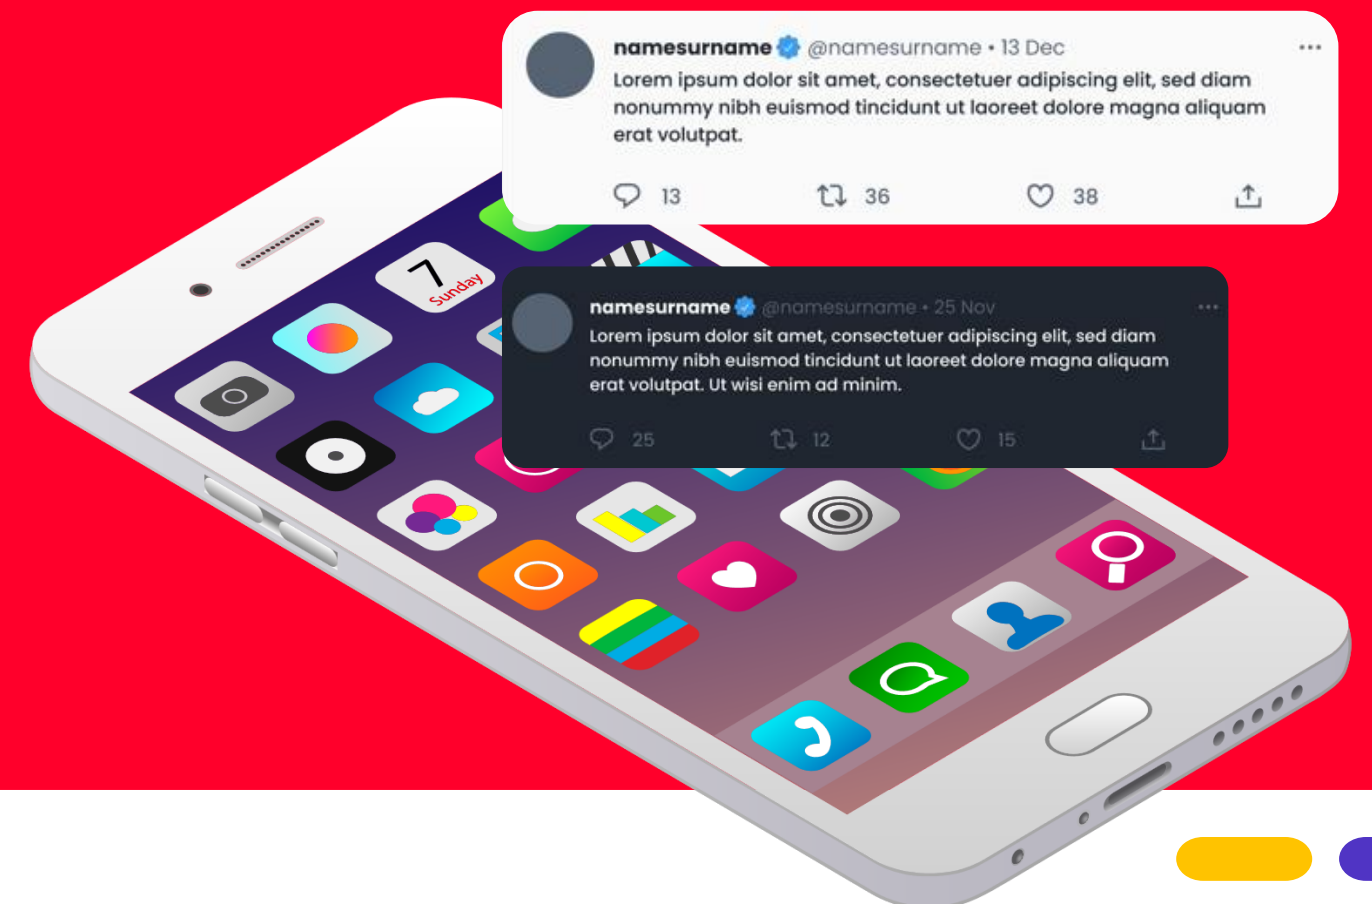 namesurname @namesurname • 13 Dec
Lorem ipsum dolor sit amet, consectetuer adipiscing elit, sed diam
nonummy nibh euismod tincidunt ut laoreet dolore magna aliquam
erat volutpat.
13 36 38
7
Sunday
namesurname @namesurname • 25 Nov
Lorem ipsum dolor sit amet, consectetuer adipiscing elit, sed diam
nonummy nibh euismod tincidunt ut laoreet dolore magna aliquam
erat volutpat. Ut wisi enim ad minim.
25 12 15